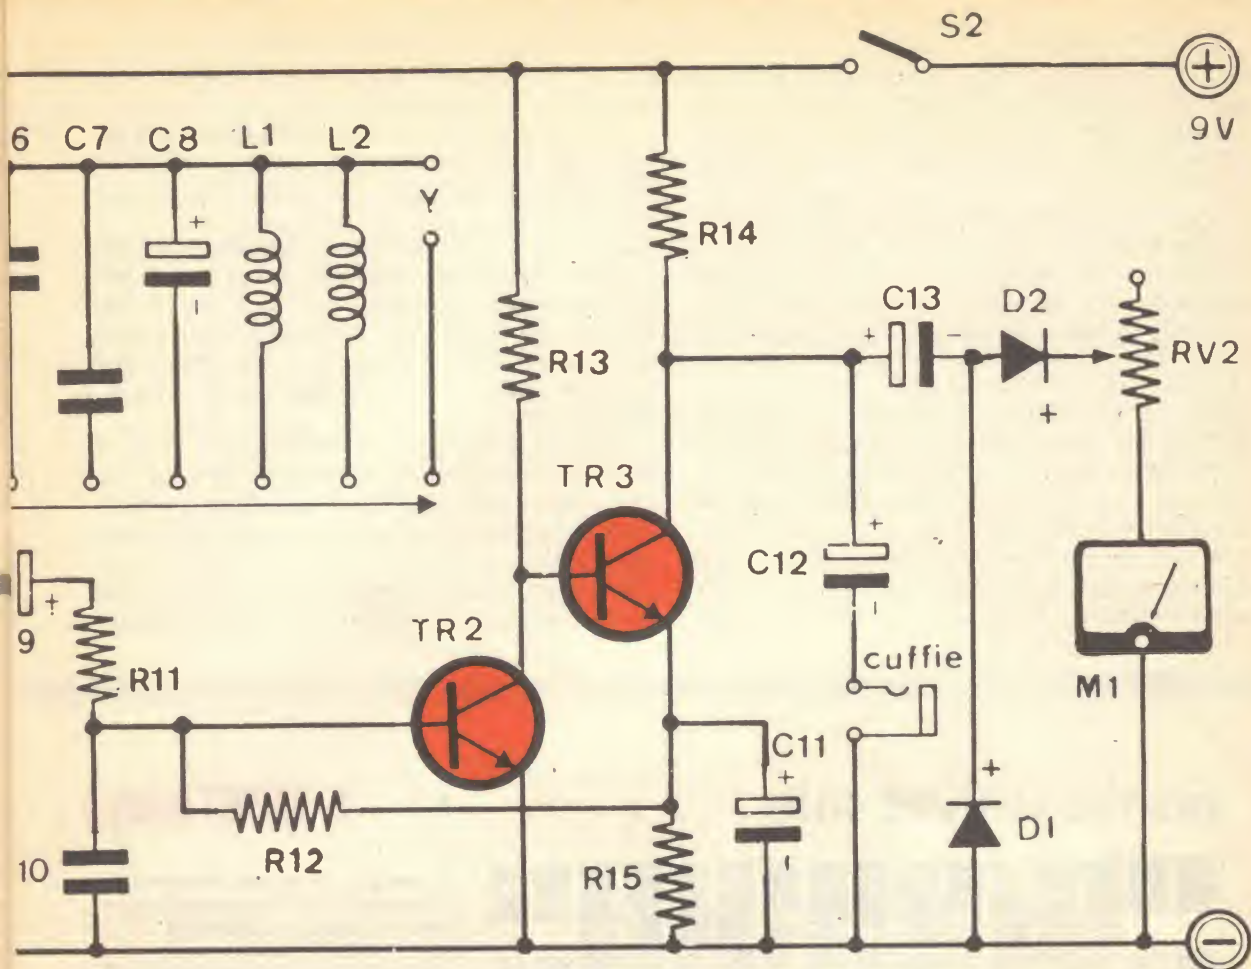 S2
+
9V
6 C7 C8 L1 L2
Y
+
-
R14
C13 D2
+ -
RV2
R13
+
TR3
+
C12
-
9 +
TR2
cuffie
R11
M1
C11
+
+
D1
10
R12
R15
-
-